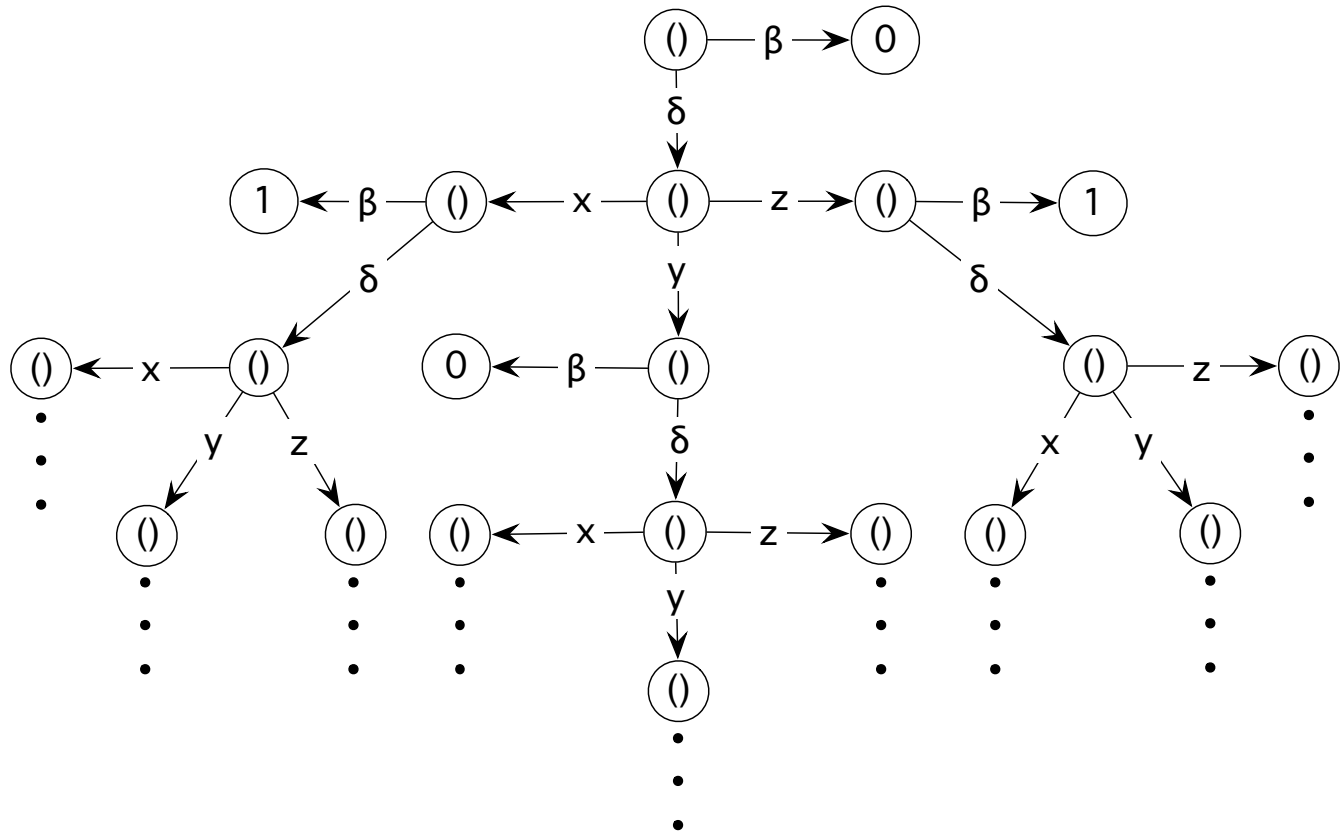 () β 0
δ
1 β () x () z () β 1
δ y δ
() x () 0 β () () z ()
y z δ x y
() () () x () z () () ()
y
()